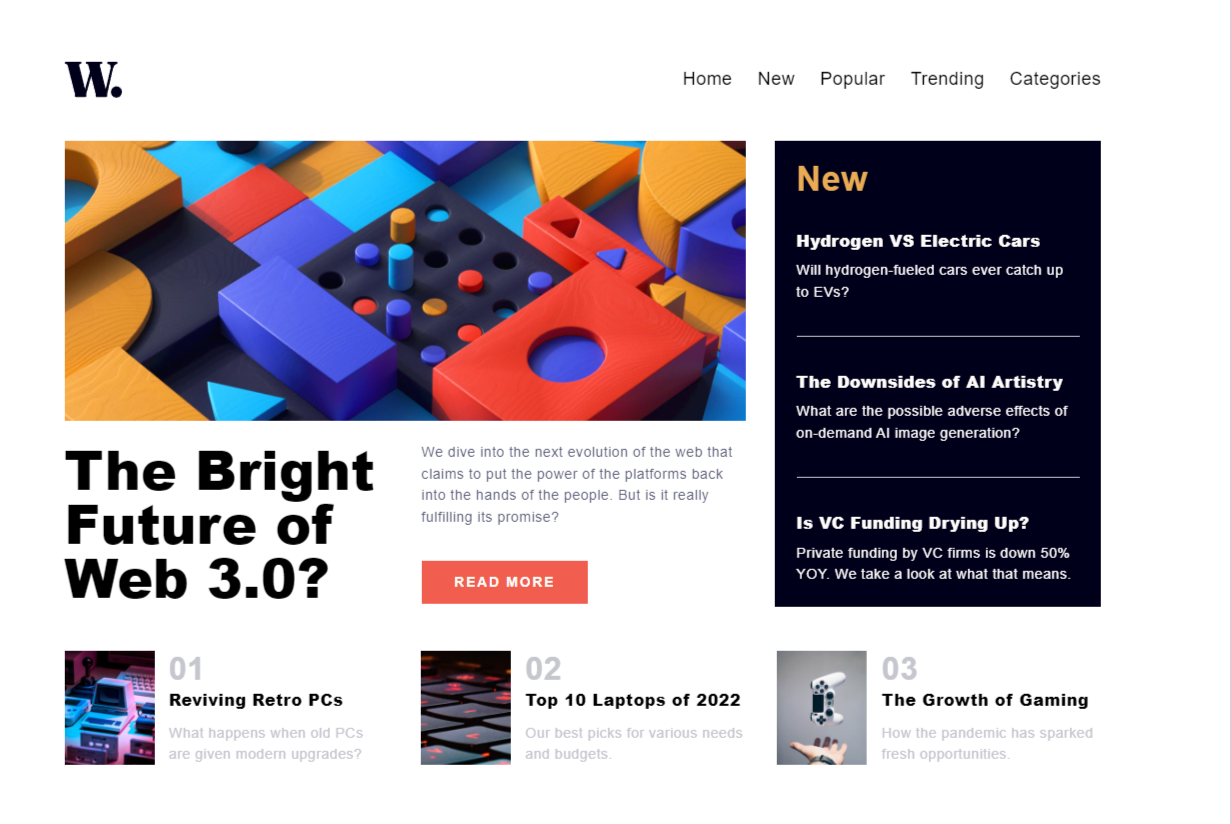 W.
Home New Popular Trending Categories
New
Hydrogen VS Electric Cars
Will hydrogen-fueled cars ever catch up
to EVs?
The Downsides of AI Artistry
What are the possible adverse effects of
on-demand AI image generation?
Is VC Funding Drying Up?
Private funding by VC firms is down 50%
YOY. We take a look at what that means.
The Bright
Future of
Web 3.0?
We dive into the next evolution of the web that
claims to put the power of the platforms back
into the hands of the people. But is it really
fulfilling its promise?
READ MORE
01
Reviving Retro PCs
What happens when old PCs
are given modern upgrades?
02
Top 10 Laptops of 2022
Our best picks for various needs
and budgets.
03
The Growth of Gaming
How the pandemic has sparked
fresh opportunities.